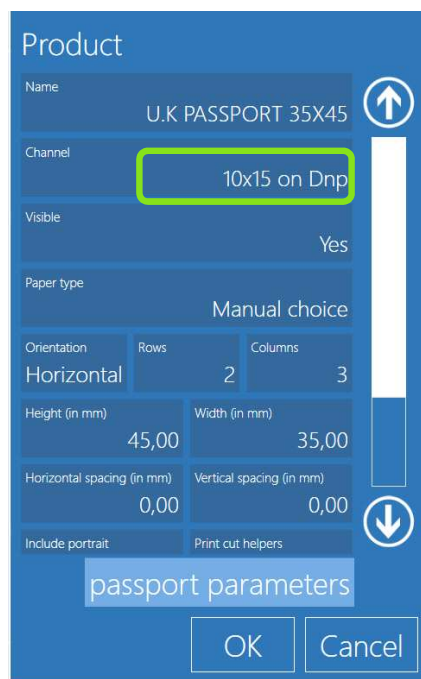 Product
Name
U.K PASSPORT 35X45
Channel
10x15 on Dnp
Visible
Yes
Paper type
Manual choice
Orientation Rows Columns
Horizontal 2 3
Height (in mm) Width (in mm)
45,00 35,00
Horizontal spacing (in mm) Vertical spacing (in mm)
0,00 0,00
Include portrait Print cut helpers
passport parameters
OK Cancel